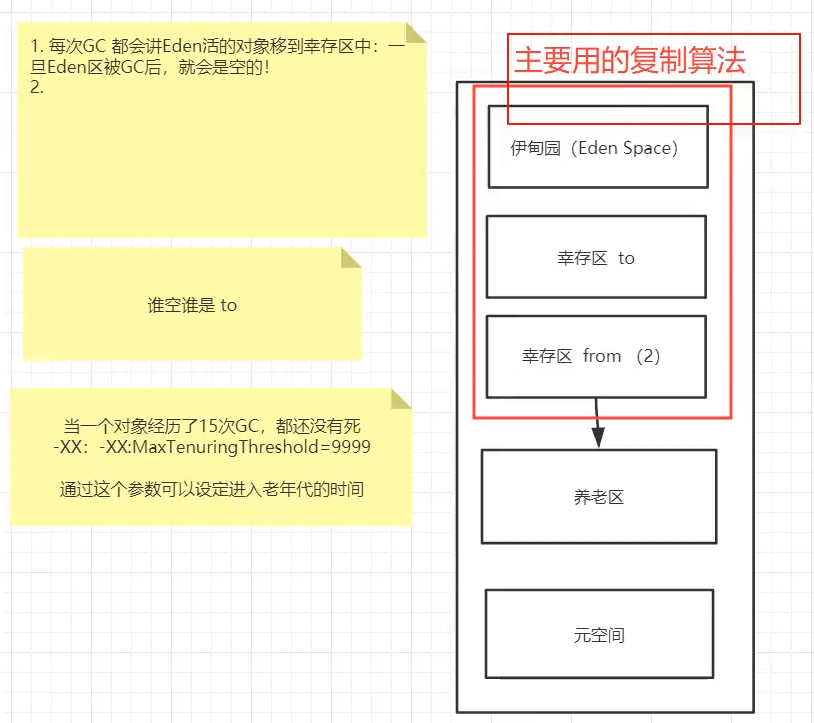 1. 每次GC 都会讲Eden活的对象移到幸存区中：一
旦Eden区被GC后，就会是空的！
2.
谁空谁是 to
当一个对象经历了15次GC，都还没有死
-XX：-XX:MaxTenuringThreshold=9999
通过这个参数可以设定进入老年代的时间
主要用的复制算法
伊甸园（Eden Space）
幸存区 to
幸存区 from （2）
养老区
元空间